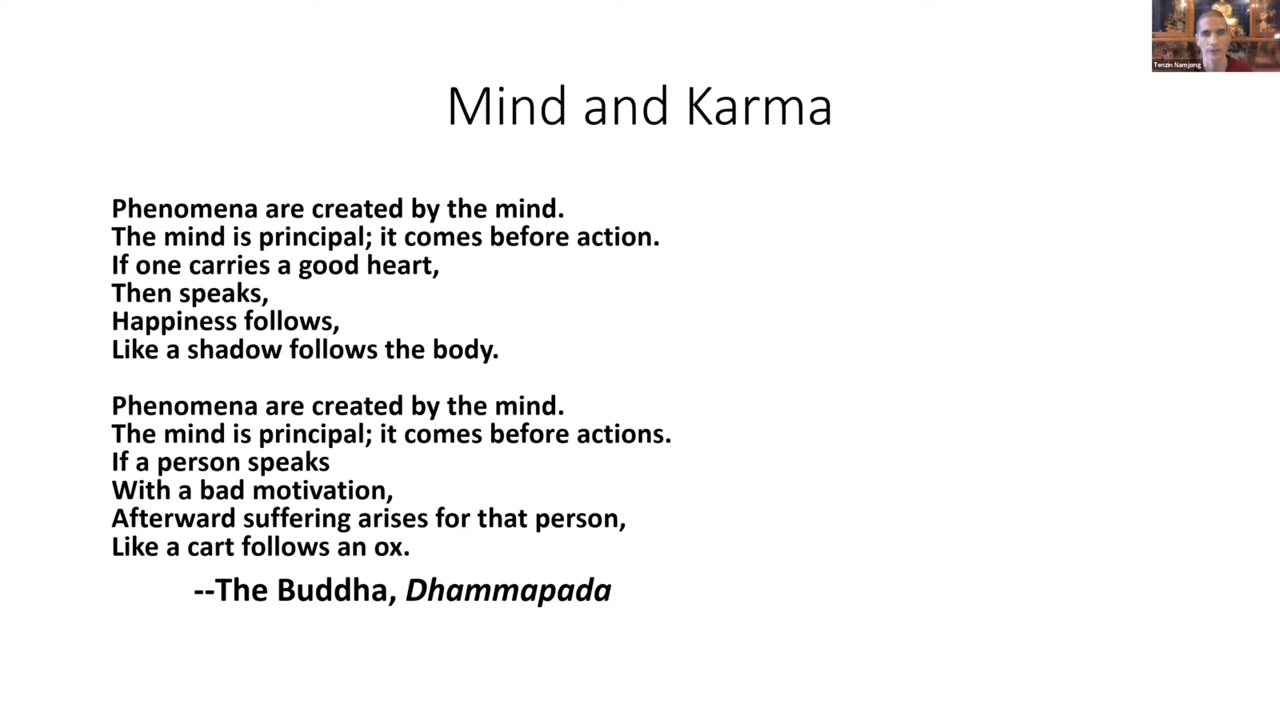 Tenzin Namjong
Mind and Karma
Phenomena are created by the mind.
The mind is principal; it comes before action.
If one carries a good heart,
Then speaks,
Happiness follows,
Like a shadow follows the body.
Phenomena are created by the mind.
The mind is principal; it comes before actions.
If a person speaks
With a bad motivation,
Afterward suffering arises for that person,
Like a cart follows an ox.
--The Buddha, Dhammapada